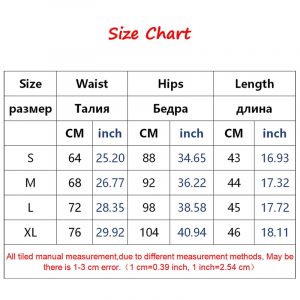 Size Chart
Size Waist Hips Length
размер Талия Бедра длина
CM inch CM inch CM inch
S 64 25.20 88 34.65 43 16.93
M 68 26.77 92 36.22 44 17.32
L 72 28.35 98 38.58 45 17.72
XL 76 29.92 104 40.94 46 18.11
All tiled manual measurement,due to different measurement methods, May be
there is 1-3 cm error.（1 cm=0.39 inch, 1 inch=2.54 cm）